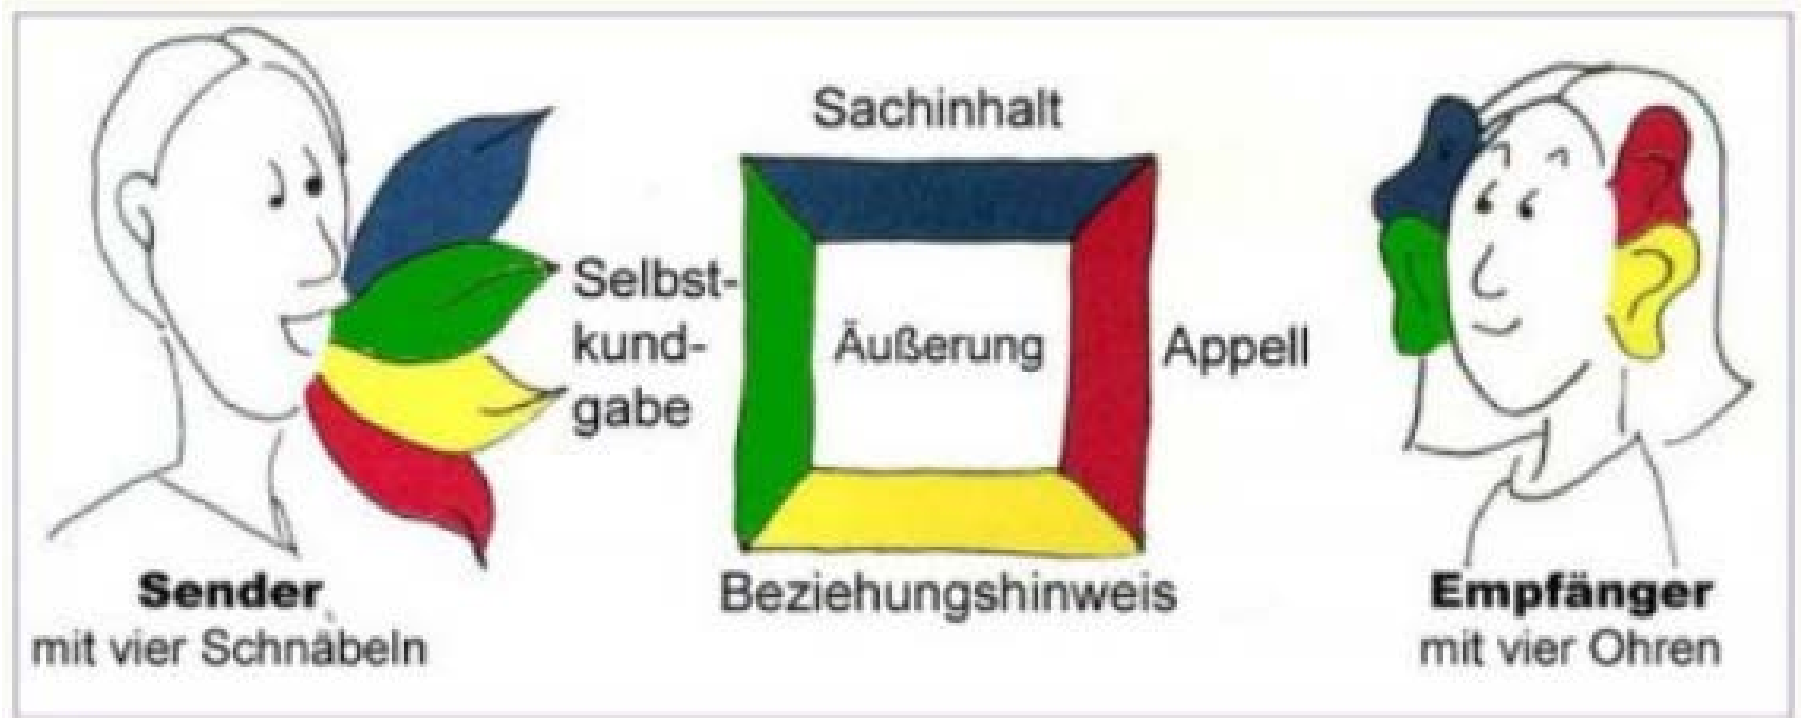 Sachinhalt
Selbst-
kund-
gabe
Äußerung
Appell
Beziehungshinweis
Sender
mit vier Schnäbeln
Empfänger
mit vier Ohren